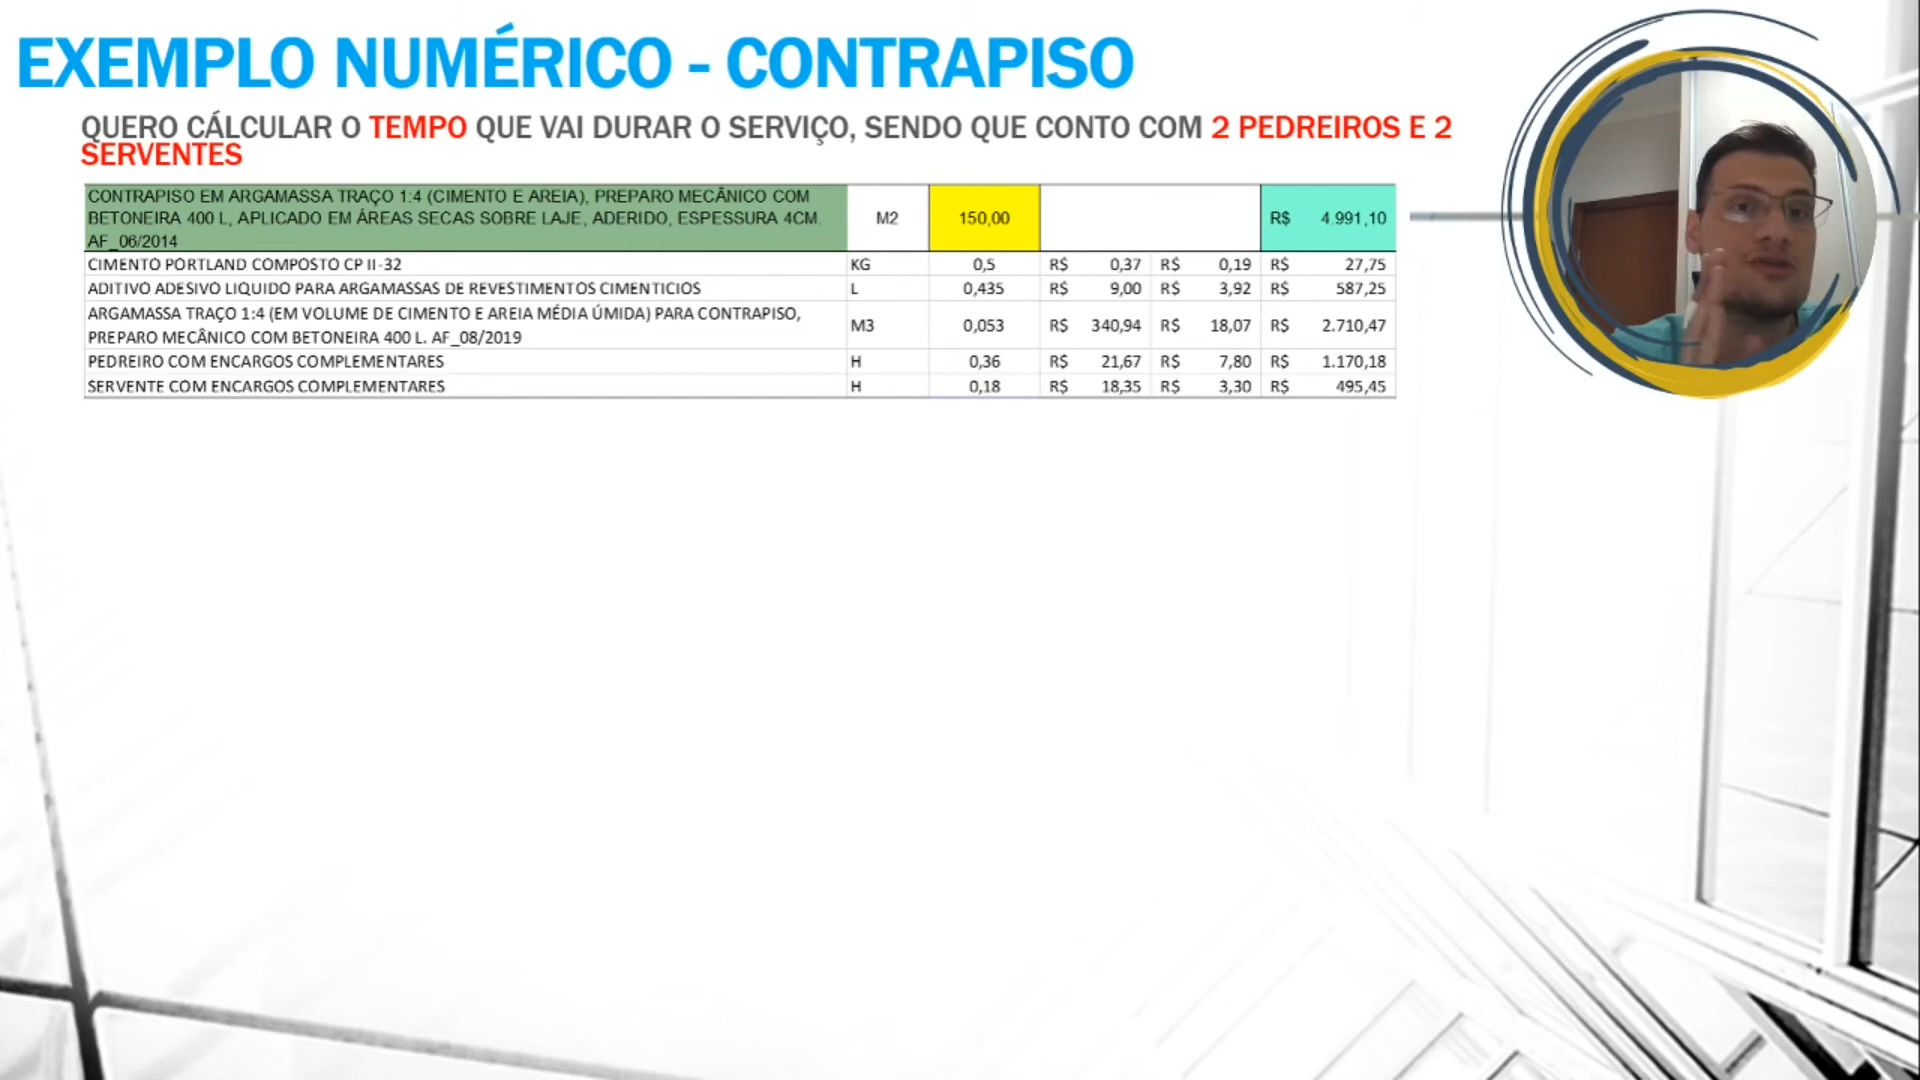 EXEMPLO NUMÉRICO - CONTRAPISO
QUERO CÁLCULAR O TEMPO QUE VAI DURAR O SERVIÇO, SENDO QUE CONTO COM 2 PEDREIROS E 2
SERVENTES
CONTRAPISO EM ARGAMASSA TRAÇO 1:4 (CIMENTO E AREIA), PREPARO MECÂNICO COM
BETONEIRA 400 L, APLICADO EM ÁREAS SECAS SOBRE LAJE, ADERIDO, ESPESSURA 4CM. M2 150,00 R$ 4.991,10
AF_06/2014
CIMENTO PORTLAND COMPOSTO CP II-32 KG 0,5 R$ 0,37 R$ 0,19 R$ 27,75
ADITIVO ADESIVO LIQUIDO PARA ARGAMASSAS DE REVESTIMENTOS CIMENTICIOS L 0,435 R$ 9,00 R$ 3,92 R$ 587,25
ARGAMASSA TRAÇO 1:4 (EM VOLUME DE CIMENTO E AREIA MÉDIA ÚMIDA) PARA CONTRAPISO,
PREPARO MECÂNICO COM BETONEIRA 400 L. AF_08/2019 M3 0,053 R$ 340,94 R$ 18,07 R$ 2.710,47
PEDREIRO COM ENCARGOS COMPLEMENTARES H 0,36 R$ 21,67 R$ 7,80 R$ 1.170,18
SERVENTE COM ENCARGOS COMPLEMENTARES H 0,18 R$ 18,35 R$ 3,30 R$ 495,45